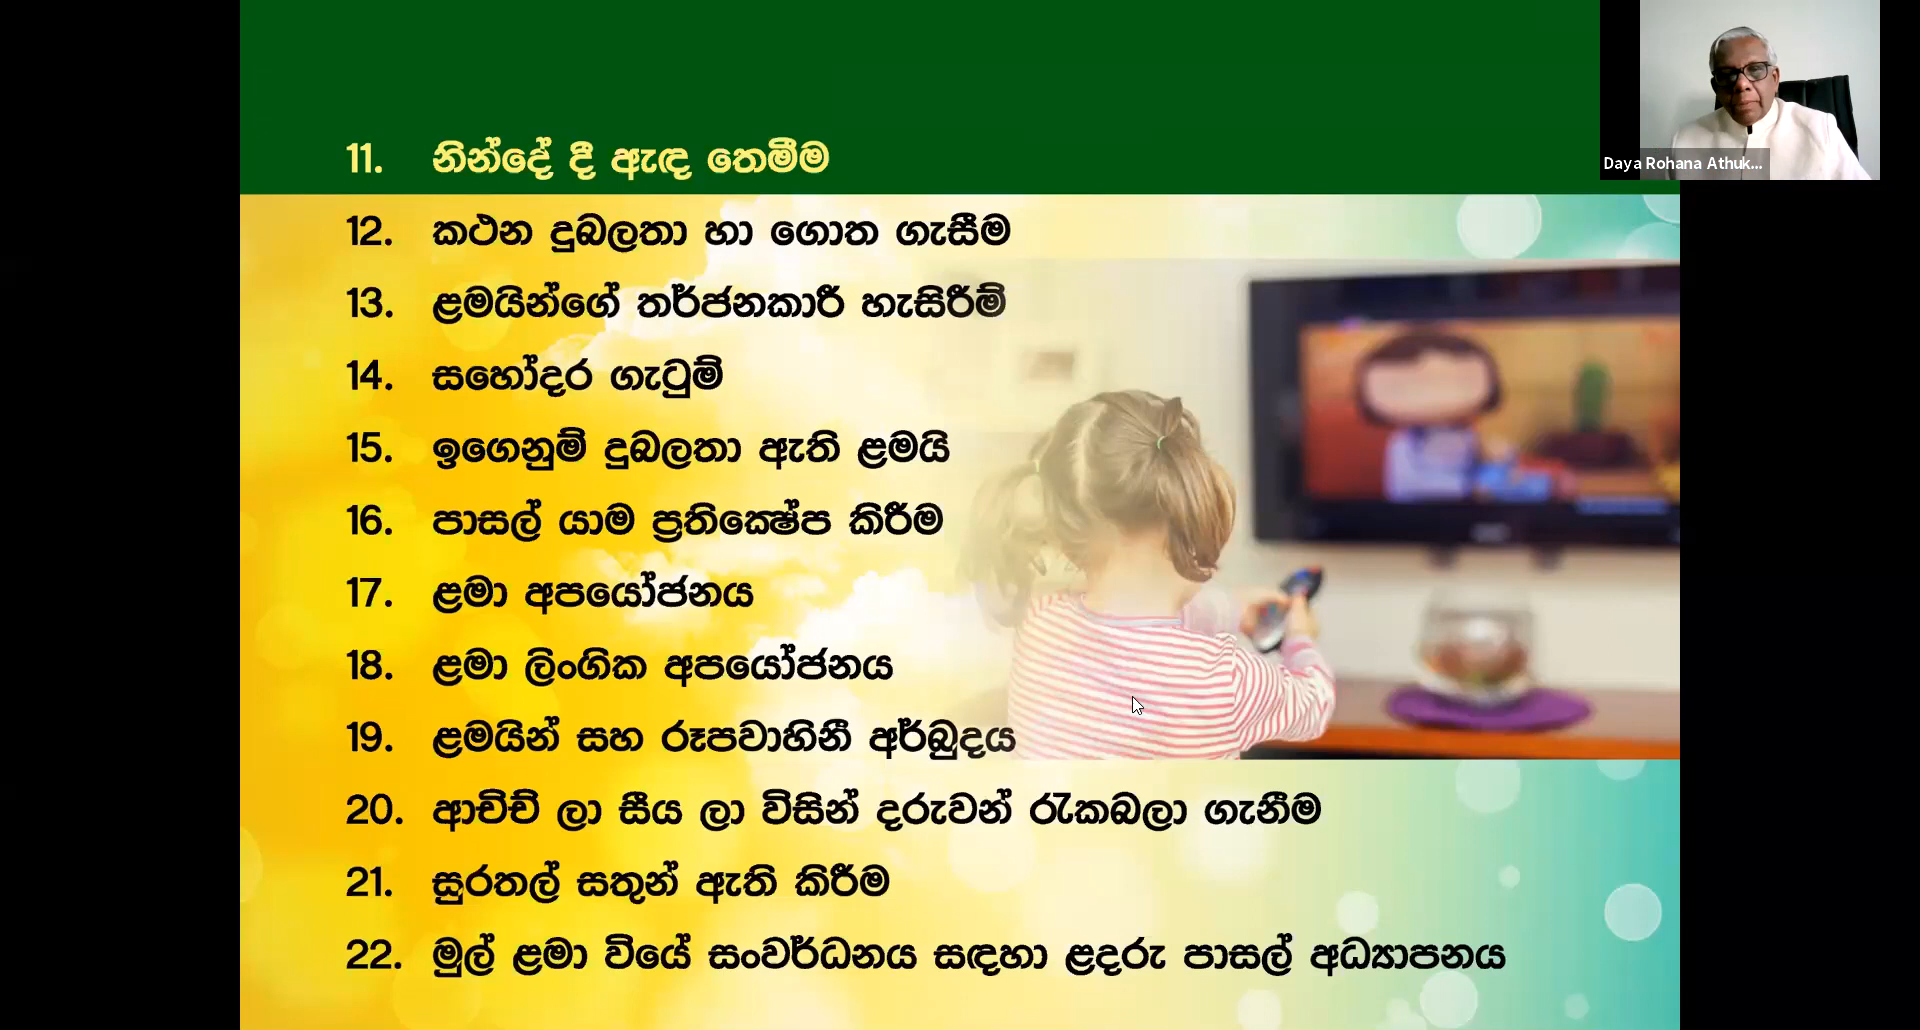 11. නින්දේ දී ඇඳ තෙමීම
Daya Rohana Athuk...
12. කථන දුබලතා හා ගොත ගැසීම
13. ළමයින්ගේ තර්ජනකාරී හැසිරීම්
14. සහෝදර ගැටුම්
15. ඉගෙනුම් දුබලතා ඇති ළමයි
16. පාසල් යාම ප්‍රතික්ෂේප කිරීම
17. ළමා අපයෝජනය
18. ළමා ලිංගික අපයෝජනය
19. ළමයින් සහ රූපවාහිනී අර්බුදය
20. ආච්ච් ලා සීය ලා විසින් දරුවන් රැකබලා ගැනීම
21. සුරතල් සතුන් ඇති කිරීම
22. මුල් ළමා වියේ සංවර්ධනය සඳහා ළදරු පාසල් අධ්‍යාපනය